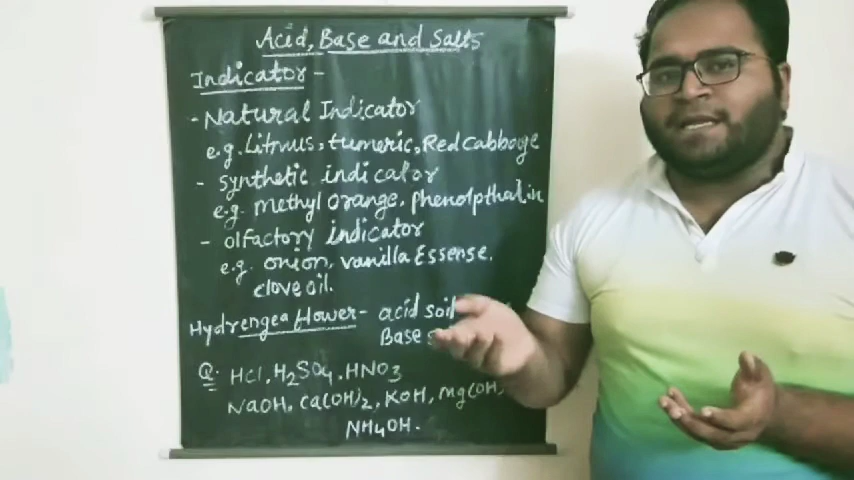 Acid, Base and Salts
Indicator -
- Natural Indicator
e.g. Litmus, tumeric, Red Cabbage
- Synthetic indicator
e.g. methyl orange, phenolpthalin
- olfactory indicator
e.g. onion, vanilla Essense.
clove oil.
Hydrengea flower - acid soil
Base
Q. HCl, H2SO4, HNO3
NaOH, Ca(OH)2, KOH, Mg(OH)
NH4OH.